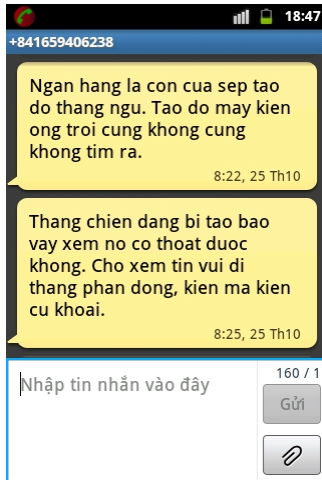 18:47
+841659406238
Ngan hang la con cua sep tao
do thang ngu. Tao do may kien
ong troi cung khong cung
khong tim ra.
8:22, 25 Th10
Thang chien dang bi tao bao
vay xem no co thoat duoc
khong. Cho xem tin vui di
thang phan dong, kien ma kien
cu khoai.
8:25, 25 Th10
160 / 1
Nhập tin nhắn vào đây
Gửi